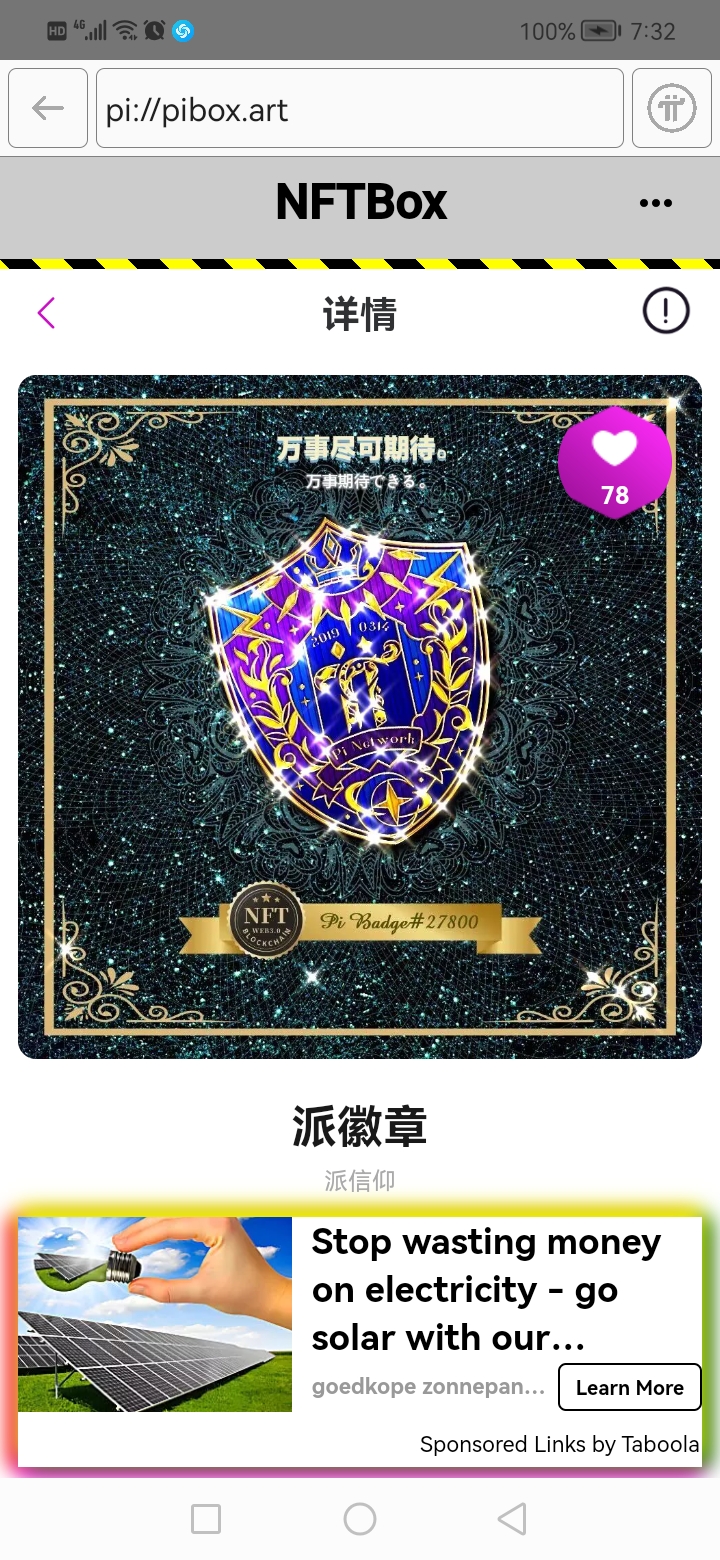 HD 4G 100% 7:32
pi://pibox.art
NFTBox
详情
万事尽可期待。
万事期待できる。
78
2019 0314
Pi Network
NFT
WEB3.0
BLOCKCHAIN
Pi Badge#27800
派徽章
派信仰
Stop wasting money
on electricity - go
solar with our...
goedkope zonnepan...
Learn More
Sponsored Links by Taboola